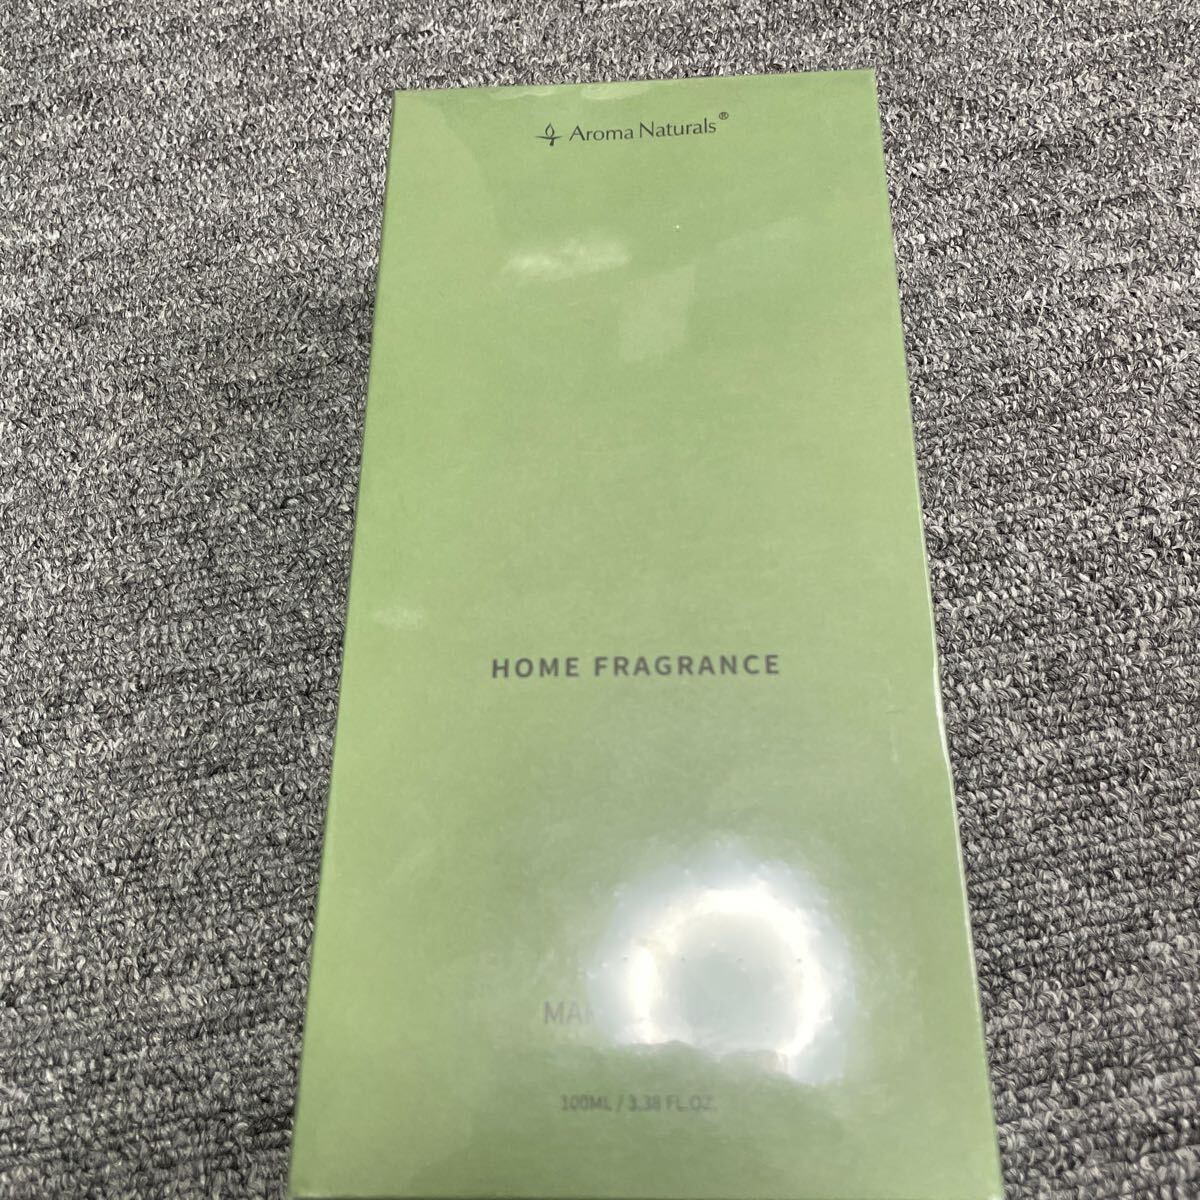 Aroma Naturals®
HOME FRAGRANCE
100ML / 3.38 FL.OZ.